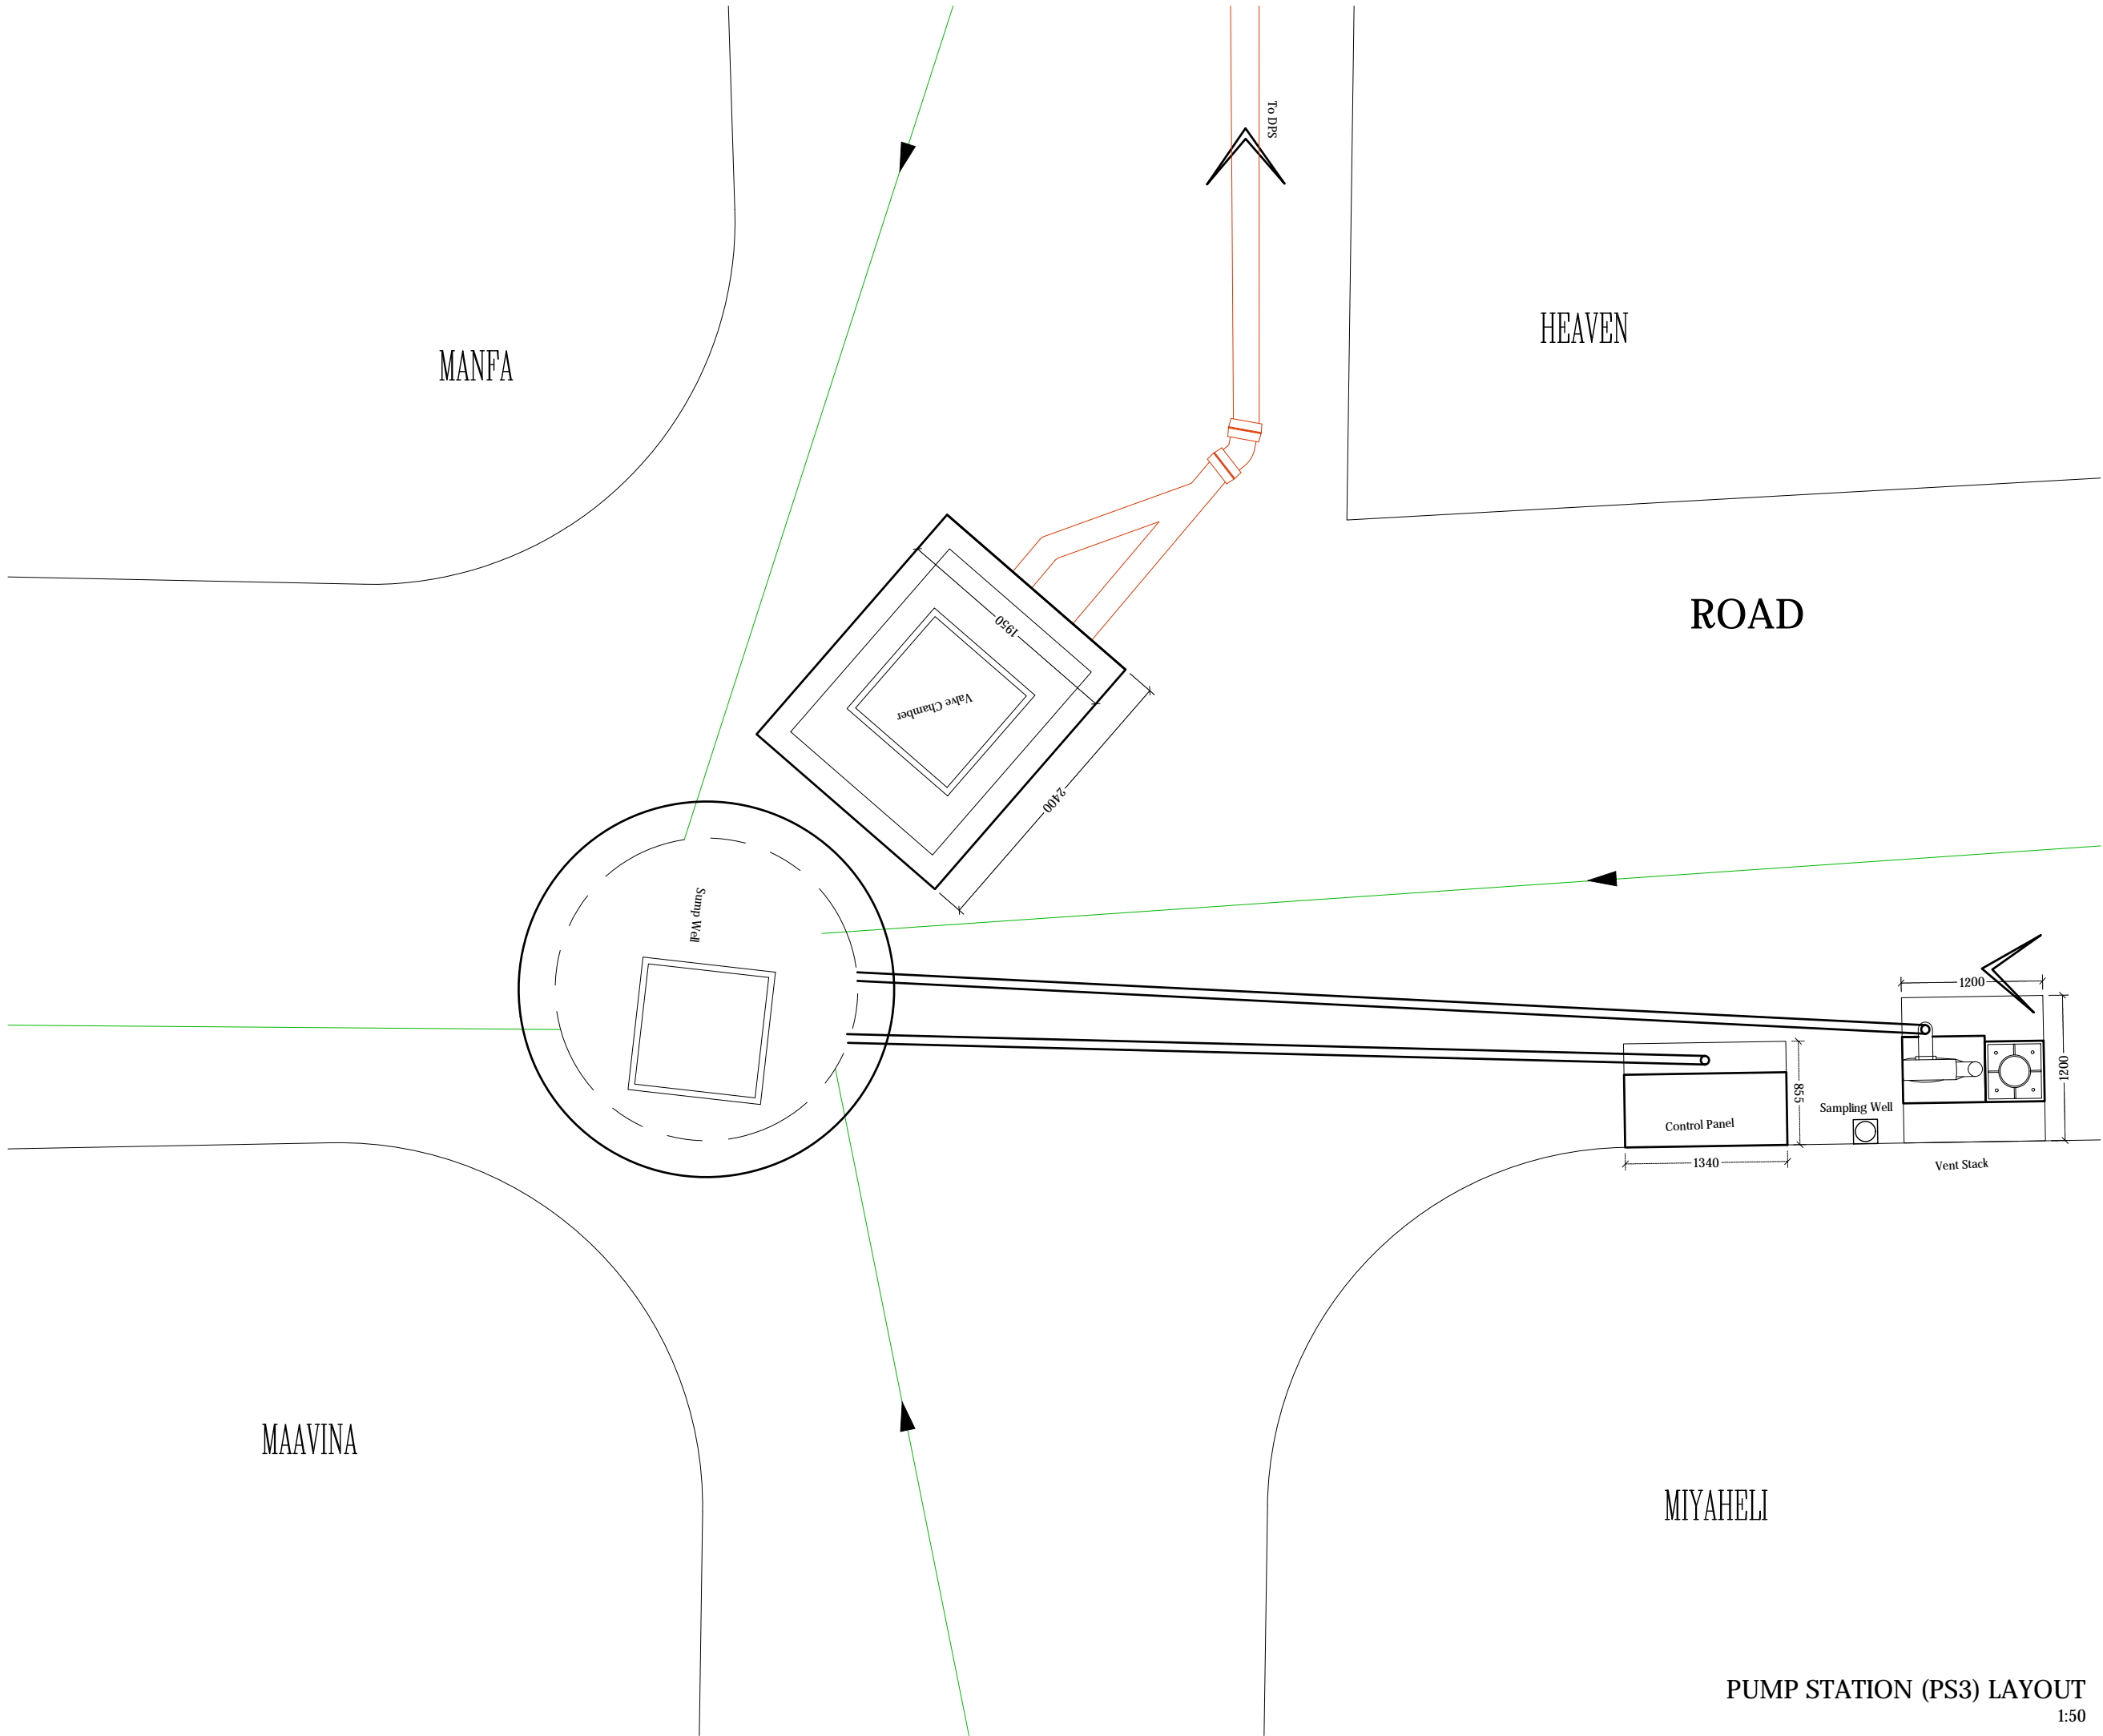 To DPS
HEAVEN
MANFA
ROAD
1950
Valve Chamber
2400
Sump Well
1200
1200
855
Sampling Well
Control Panel
1340
Vent Stack
MAAVINA
MIYAHELI
PUMP STATION (PS3) LAYOUT
1:50